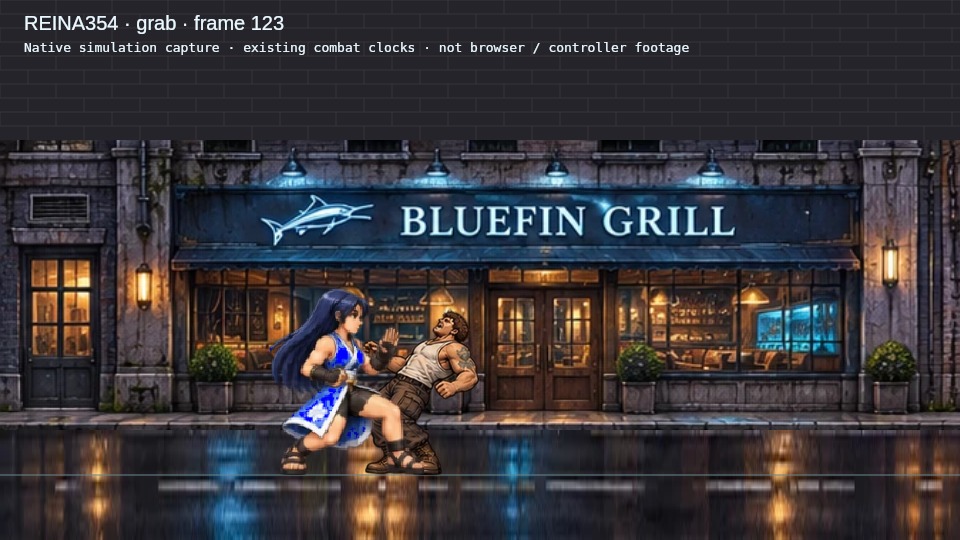 REINA354 · grab · frame 123
Native simulation capture · existing combat clocks · not browser / controller footage
BLUEFIN GRILL